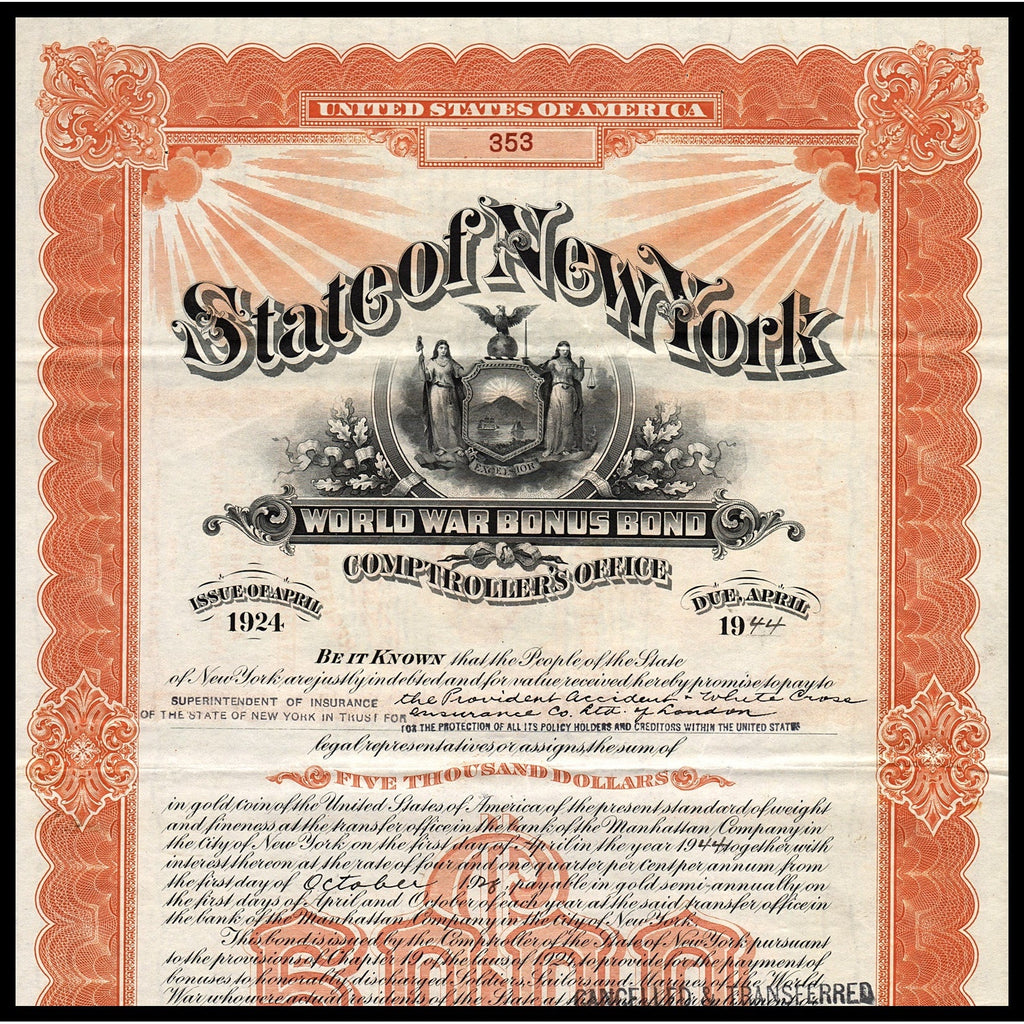 UNITED STATES OF AMERICA
353
State of New York
EXCELSIOR
WORLD WAR BONUS BOND
COMPTROLLER'S OFFICE
ISSUE OF APRIL
1924
DUE, APRIL
1944
BE IT KNOWN that the People of the State
of New York are justly indebted and for value received hereby promise to pay to
SUPERINTENDENT OF INSURANCE the Provident Accident & White Cross
OF THE STATE OF NEW YORK IN TRUST FOR Insurance Co. Ltd. of London
FOR THE PROTECTION OF ALL ITS POLICY HOLDERS AND CREDITORS WITHIN THE UNITED STATES
legal representatives, or assigns the sum of
FIVE THOUSAND DOLLARS
in gold coin of the United States of America of the present standard of weight
and fineness at the transfer office in the bank of the Manhattan Company in
the City of New York on the first day of April in the year 1944 together with
interest thereon at the rate of four and one quarter per cent per annum from
the first day of October 1928, payable in gold semi-annually on
the first days of April and October of each year at the said transfer office in
the bank of the Manhattan Company in the City of New York.
This bond is issued by the Comptroller of the State of New York pursuant
to the provisions of Chapter 19 of the laws of 1924, to provide for the payment of
bonuses to honorably discharged Soldiers, Sailors and Marines of the World
War who were actual residents of the State at
CANCELLED & TRANSFERRED